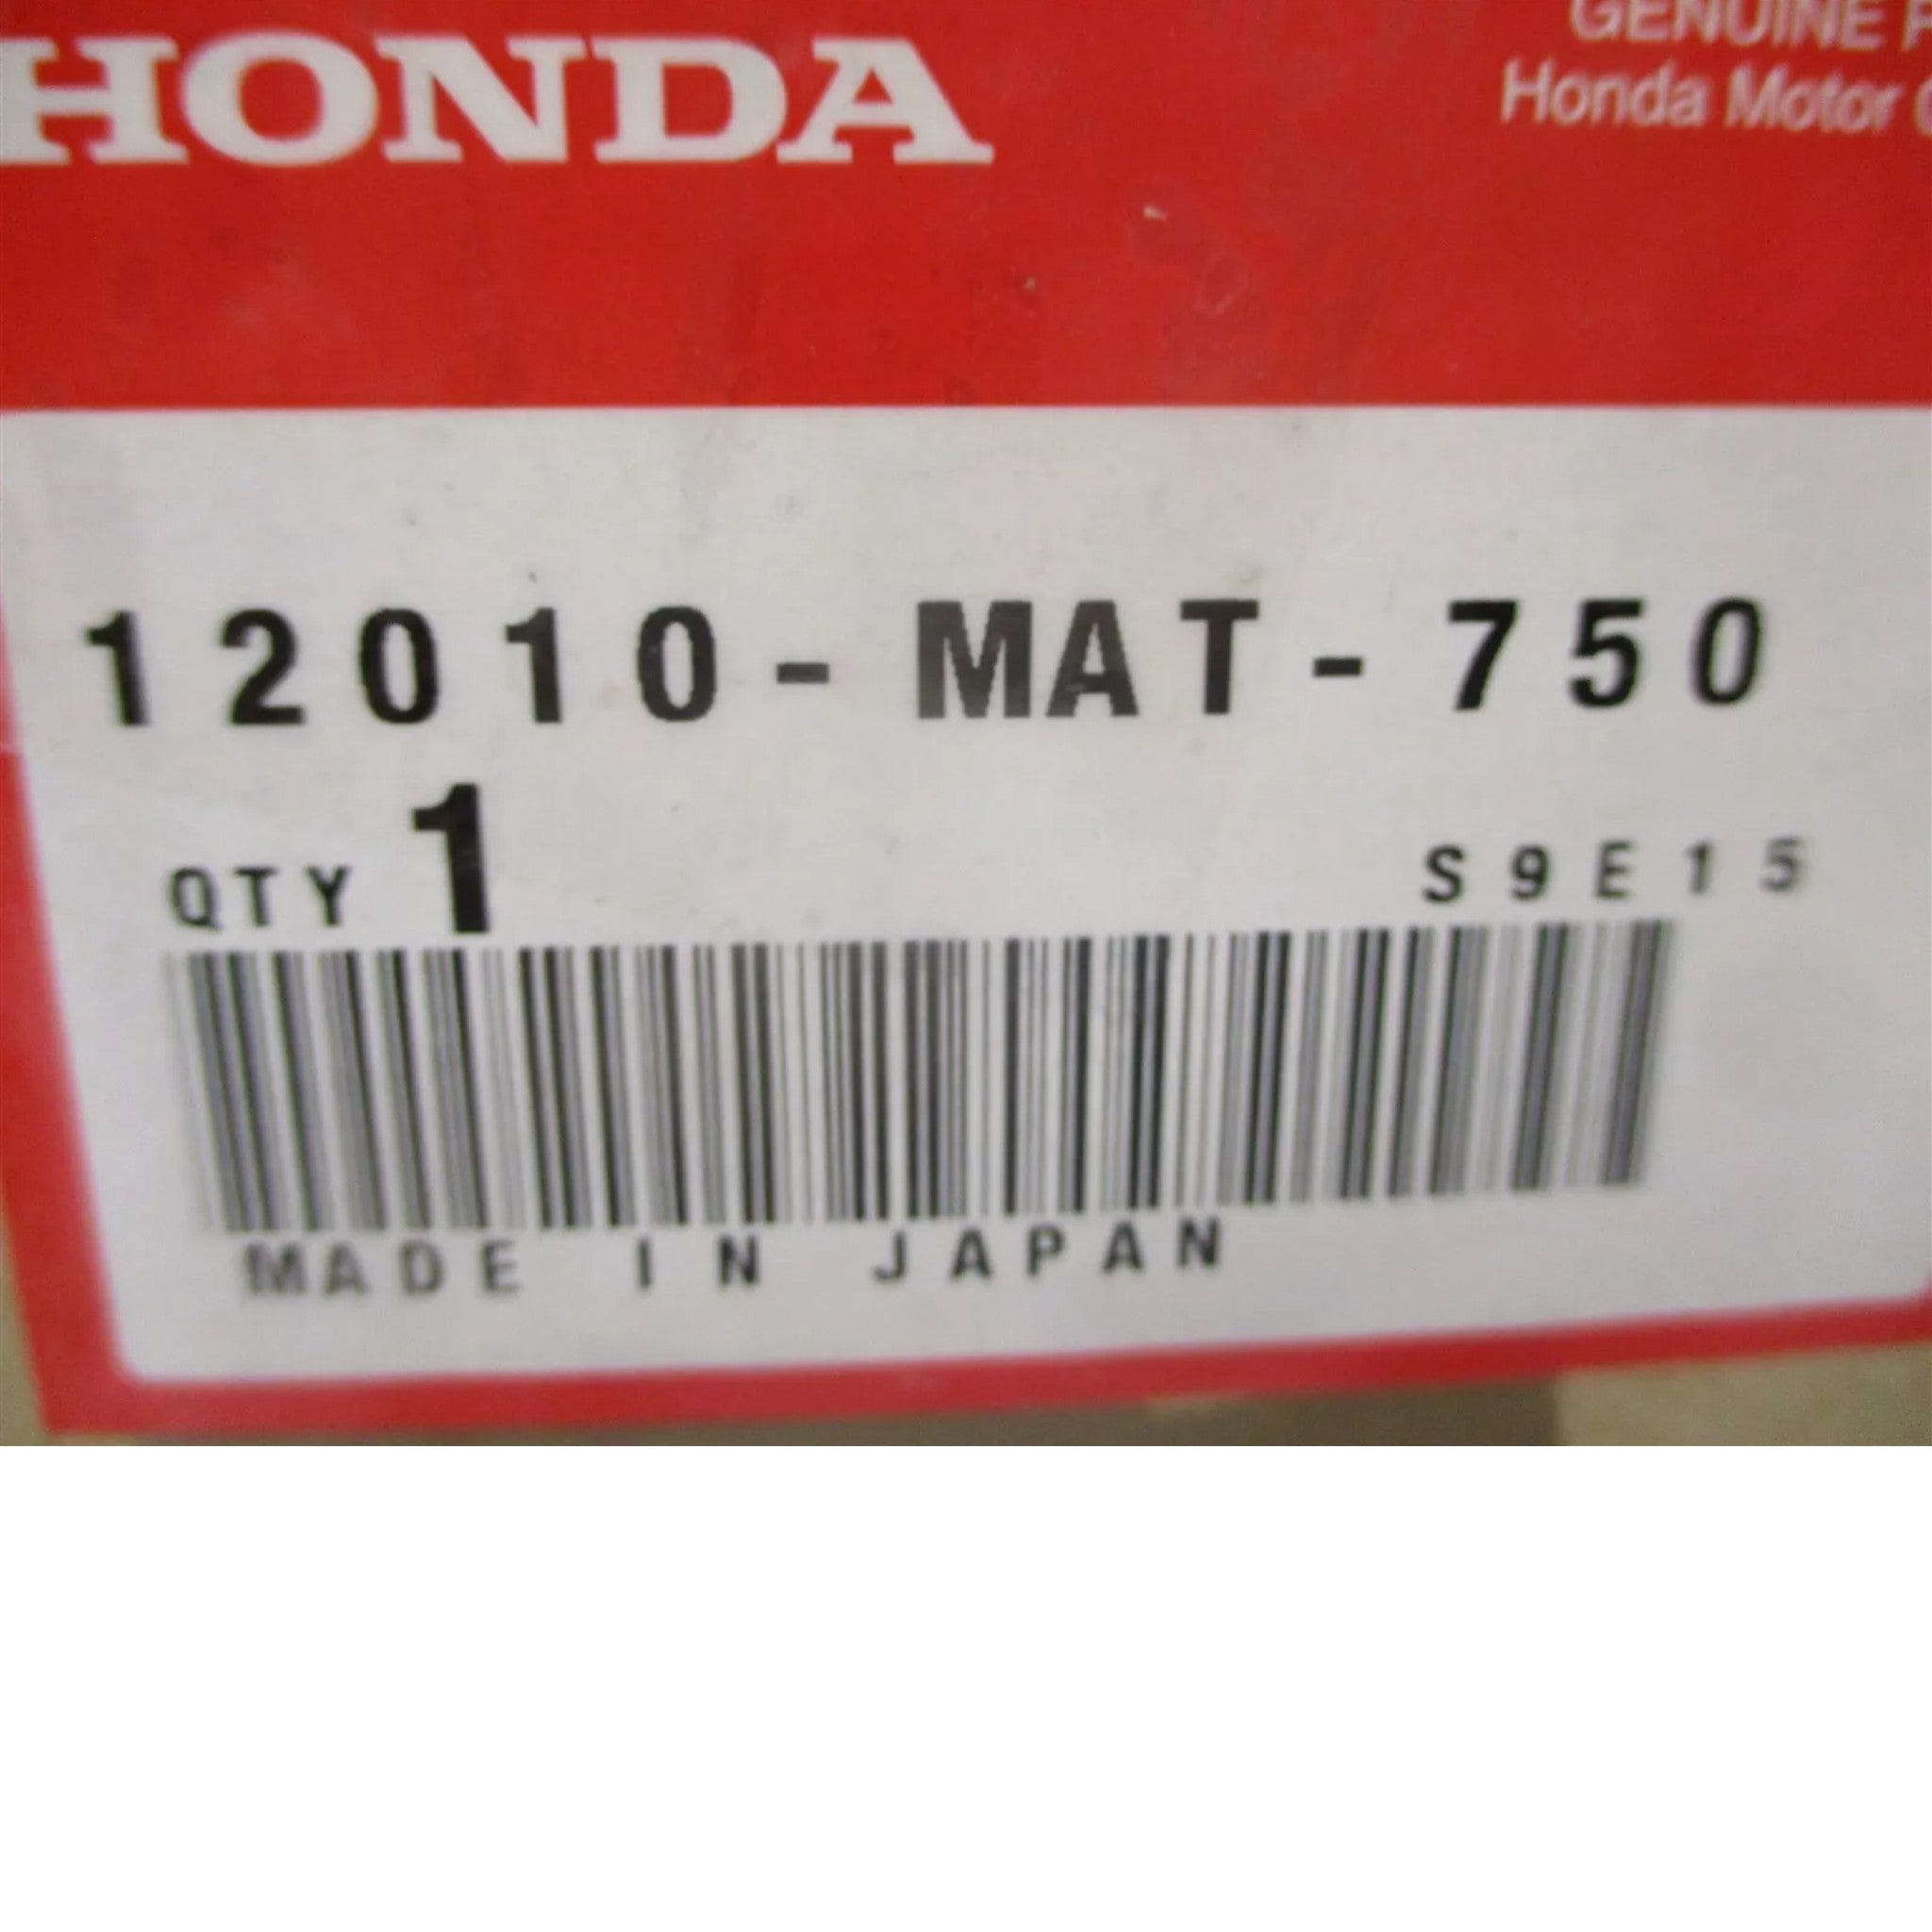 HONDA
GENUINE P
Honda Motor
12010-MAT-750
QTY 1
S9E15
MADE IN JAPAN